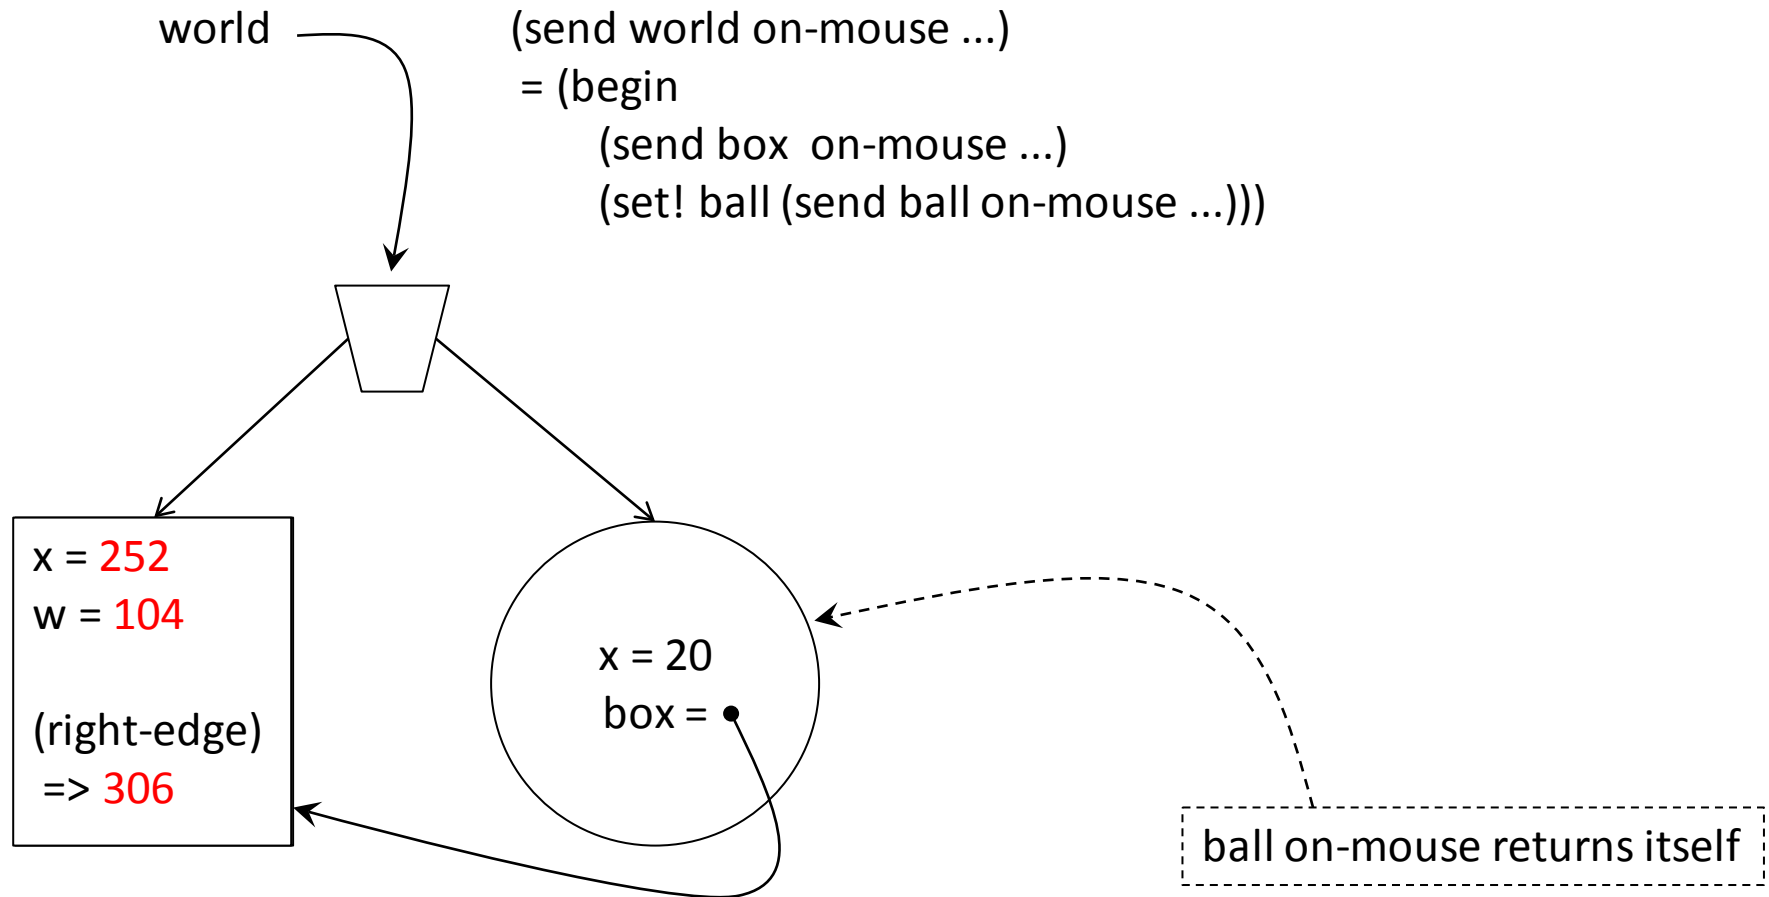 world
(send world on-mouse ...)
= (begin
(send box on-mouse ...)
(set! ball (send ball on-mouse ...)))
x = 252
w = 104
(right-edge)
=> 306
x = 20
box =
ball on-mouse returns itself